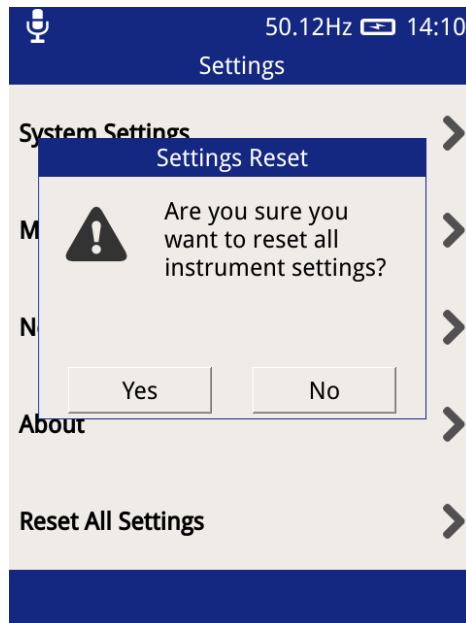 50.12Hz 14:10
Settings
System Settings
Settings Reset
Are you sure you
want to reset all
instrument settings?
Yes No
About
Reset All Settings